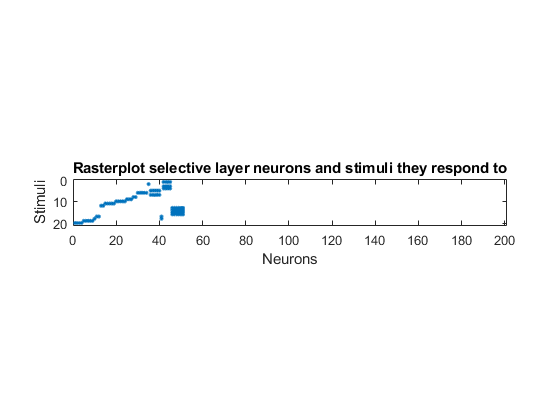 Rasterplot selective layer neurons and stimuli they respond to
Stimuli
0
10
20
0 20 40 60 80 100 120 140 160 180 200
Neurons